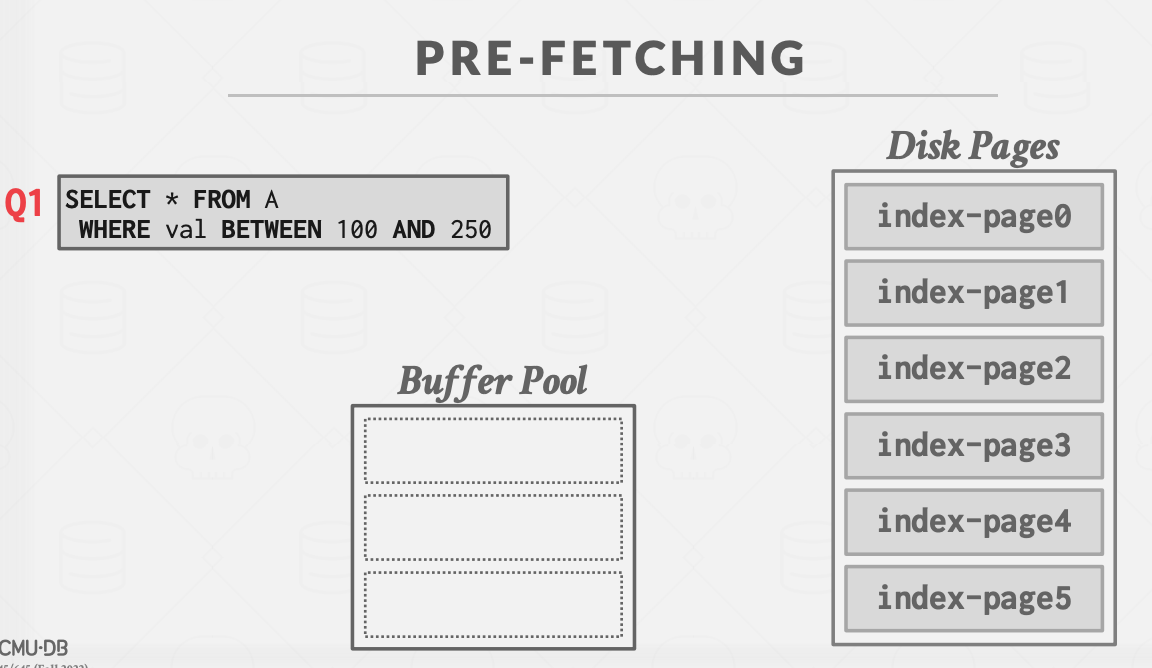 PRE-FETCHING
Disk Pages
Q1
SELECT * FROM A
WHERE val BETWEEN 100 AND 250
index-page0
index-page1
index-page2
Buffer Pool
index-page3
index-page4
index-page5
CMU·DB